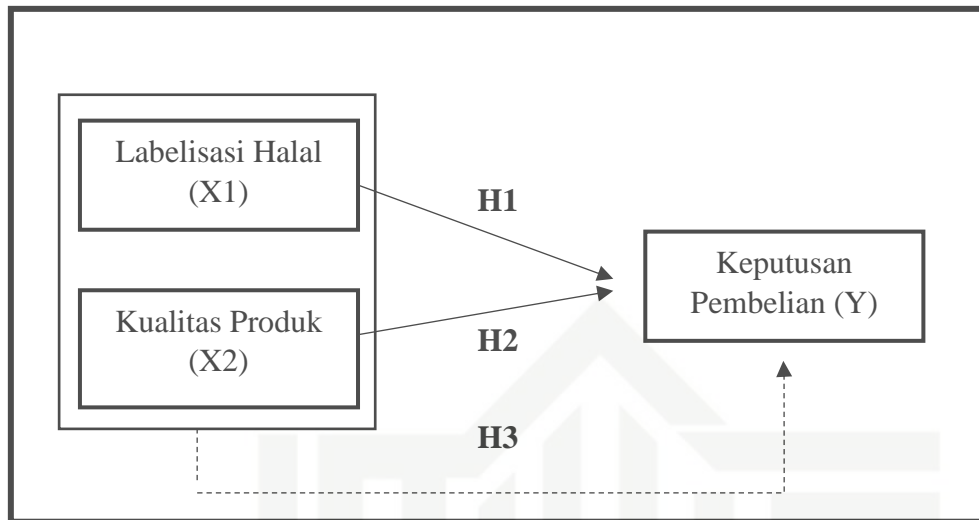 Labelisasi Halal
(X1)
H1
Keputusan
Pembelian (Y)
Kualitas Produk
(X2)
H2
H3